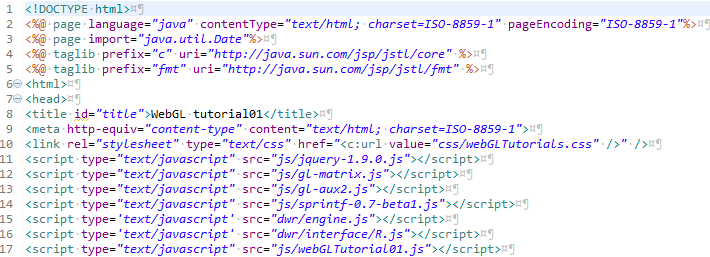 1 <!DOCTYPE html>
2 <%@ page language="java" contentType="text/html; charset=ISO-8859-1" pageEncoding="ISO-8859-1"%>
3 <%@ page import="java.util.Date"%>
4 <%@ taglib prefix="c" uri="http://java.sun.com/jsp/jstl/core" %>
5 <%@ taglib prefix="fmt" uri="http://java.sun.com/jsp/jstl/fmt" %>
6 <html>
7 <head>
8 <title id="title">WebGL tutorial01</title>
9 <meta http-equiv="content-type" content="text/html; charset=ISO-8859-1">
10 <link rel="stylesheet" type="text/css" href="<c:url value="css/webGLTutorials.css" />" />
11 <script type="text/javascript" src="js/jquery-1.9.0.js"></script>
12 <script type="text/javascript" src="js/gl-matrix.js"></script>
13 <script type="text/javascript" src="js/gl-aux2.js"></script>
14 <script type="text/javascript" src="js/sprintf-0.7-beta1.js"></script>
15 <script type='text/javascript' src="dwr/engine.js"></script>
16 <script type='text/javascript' src="dwr/interface/R.js"></script>
17 <script type="text/javascript" src="js/webGLTutorial01.js"></script>